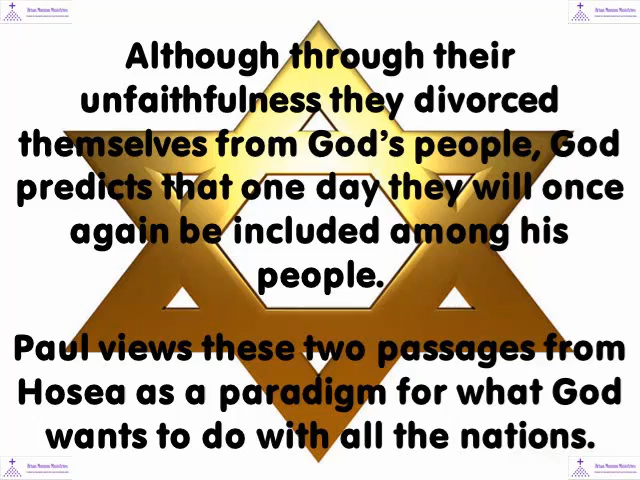 Although through their
unfaithfulness they divorced
themselves from God's people, God
predicts that one day they will once
again be included among his
people.
Paul views these two passages from
Hosea as a paradigm for what God
wants to do with all the nations.